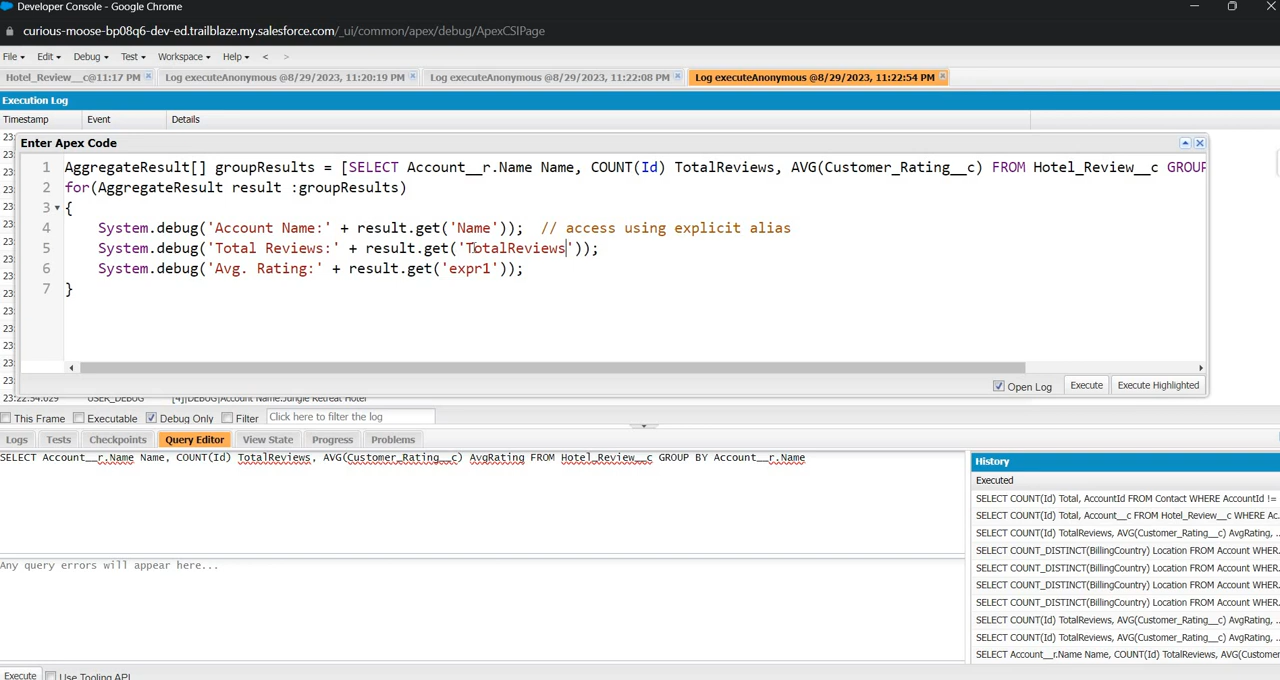 Developer Console - Google Chrome
curious-moose-bp08q6-dev-ed.trailblaze.my.salesforce.com/_ui/common/apex/debug/ApexCSIPage
File Edit Debug Test Workspace Help < >
Hotel_Review__c@11:17 PM Log executeAnonymous @8/29/2023, 11:20:19 PM Log executeAnonymous @8/29/2023, 11:22:08 PM Log executeAnonymous @8/29/2023, 11:22:54 PM
Execution Log
Timestamp Event Details
Enter Apex Code
1 AggregateResult[] groupResults = [SELECT Account__r.Name Name, COUNT(Id) TotalReviews, AVG(Customer_Rating__c) FROM Hotel_Review__c GROUP
2 for(AggregateResult result :groupResults)
3 {
4 System.debug('Account Name:' + result.get('Name')); // access using explicit alias
5 System.debug('Total Reviews:' + result.get('TotalReviews'));
6 System.debug('Avg. Rating:' + result.get('expr1'));
7 }
Open Log Execute Execute Highlighted
23:22:54:029 USER_DEBUG [4]|DEBUG|Account Name:Jungle Retreat Hotel
This Frame Executable Debug Only Filter Click here to filter the log
Logs Tests Checkpoints Query Editor View State Progress Problems
SELECT Account__r.Name Name, COUNT(Id) TotalReviews, AVG(Customer_Rating__c) AvgRating FROM Hotel_Review__c GROUP BY Account__r.Name
Any query errors will appear here...
History
Executed
SELECT COUNT(Id) Total, AccountId FROM Contact WHERE AccountId !=
SELECT COUNT(Id) Total, Account__c FROM Hotel_Review__c WHERE Ac.
SELECT COUNT(Id) TotalReviews, AVG(Customer_Rating__c) AvgRating, ..
SELECT COUNT_DISTINCT(BillingCountry) Location FROM Account WHER.
SELECT COUNT_DISTINCT(BillingCountry) Location FROM Account WHER.
SELECT COUNT_DISTINCT(BillingCountry) Location FROM Account WHER.
SELECT COUNT_DISTINCT(BillingCountry) Location FROM Account WHER.
SELECT COUNT(Id) TotalReviews, AVG(Customer_Rating__c) AvgRating, ..
SELECT COUNT(Id) TotalReviews, AVG(Customer_Rating__c) AvgRating, ..
SELECT Account__r.Name Name, COUNT(Id) TotalReviews, AVG(Customer
Execute Use Tooling API